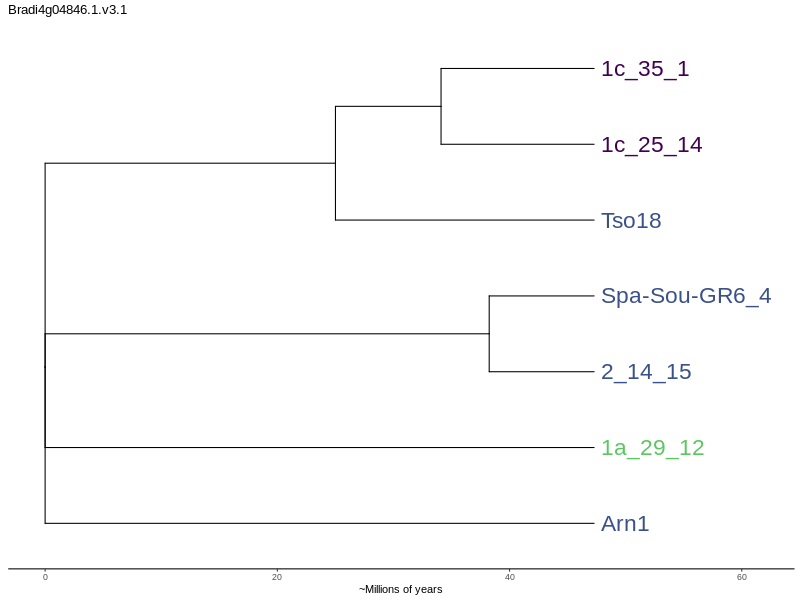 Bradi4g04846.1.v3.1
1c_35_1
1c_25_14
Tso18
Spa-Sou-GR6_4
2_14_15
1a_29_12
Arn1
0 20 40 60
~Millions of years